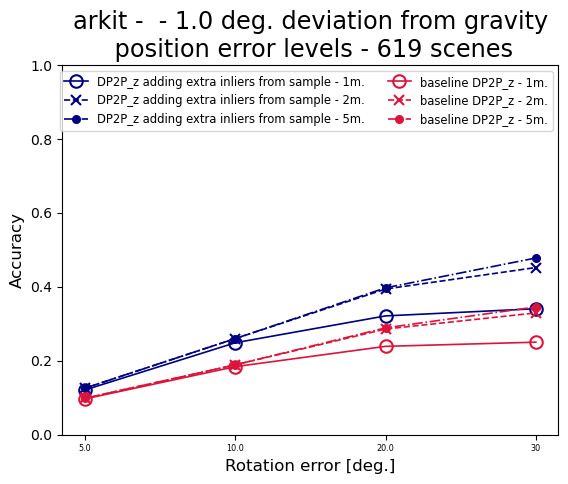 arkit -  - 1.0 deg. deviation from gravity
position error levels - 619 scenes
DP2P_z adding extra inliers from sample - 1m.
DP2P_z adding extra inliers from sample - 2m.
DP2P_z adding extra inliers from sample - 5m.
baseline DP2P_z - 1m.
baseline DP2P_z - 2m.
baseline DP2P_z - 5m.
Accuracy
1.0
0.8
0.6
0.4
0.2
0.0
5.0 10.0 20.0 30
Rotation error [deg.]